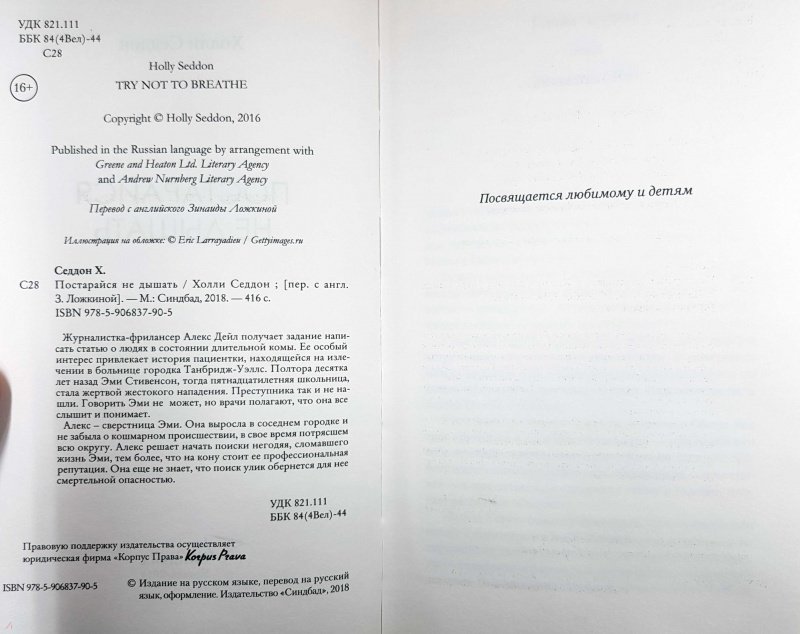 УДК 821.111
ББК 84(4Вел)-44
С28
16+
Holly Seddon
TRY NOT TO BREATHE
Copyright © Holly Seddon, 2016
Published in the Russian language by arrangement with
Greene and Heaton Ltd. Literary Agency
and Andrew Nurnberg Literary Agency
Перевод с английского Зинаиды Ложкиной
Иллюстрация на обложке: © Eric Larrayadieu / Gettyimages.ru
Седдон Х.
С28 Постарайся не дышать / Холли Седдон ; [пер. с англ.
З. Ложкиной]. — М.: Синдбад, 2018. — 416 с.
ISBN 978-5-906837-90-5
Журналистка-фрилансер Алекс Дейл получает задание напи-
сать статью о людях в состоянии длительной комы. Ее особый
интерес привлекает история пациентки, находящейся на изле-
чении в больнице городка Танбридж-Уэллс. Полтора десятка
лет назад Эми Стивенсон, тогда пятнадцатилетняя школьница,
стала жертвой жестокого нападения. Преступника так и не на-
шли. Говорить Эми не может, но врачи полагают, что она все
слышит и понимает.
Алекс – сверстница Эми. Она выросла в соседнем городке и
не забыла о кошмарном происшествии, в свое время потрясшем
всю округу. Алекс решает начать поиски негодяя, сломавшего
жизнь Эми, тем более, что на кону стоит ее профессиональная
репутация. Она еще не знает, что поиск улик обернется для нее
смертельной опасностью.
УДК 821.111
ББК 84(4Вел)-44
Правовую поддержку издательства осуществляет
юридическая фирма «Корпус Права» Korpus Prava
ISBN 978-5-906837-90-5
© Издание на русском языке, перевод на русский
язык, оформление. Издательство «Синдбад», 2018
Посвящается любимому и детям